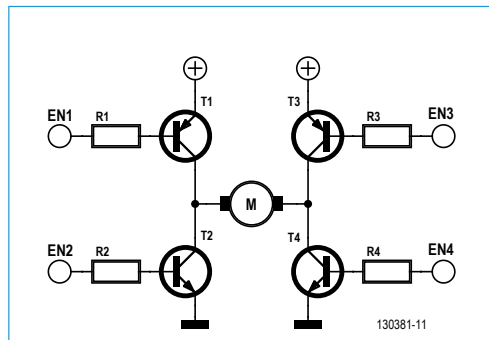 T1 T3
EN1 R1 R3 EN3
M
T2 T4
EN2 R2 R4 EN4
130381-11